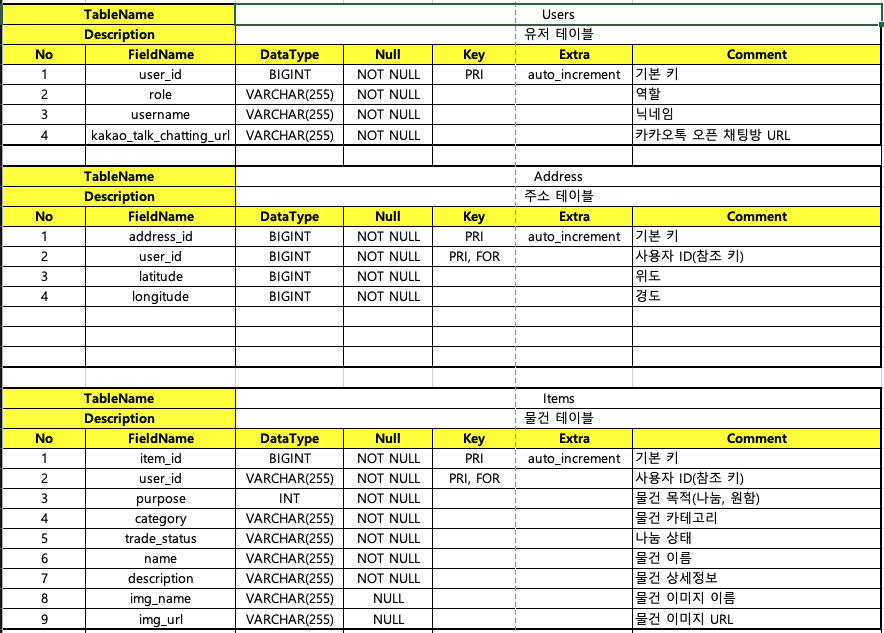 TableName Users
Description 유저 테이블
No FieldName DataType Null Key Extra Comment
1 user_id BIGINT NOT NULL PRI auto_increment 기본 키
2 role VARCHAR(255) NOT NULL 역할
3 username VARCHAR(255) NOT NULL 닉네임
4 kakao_talk_chatting_url VARCHAR(255) NOT NULL 카카오톡 오픈 채팅방 URL
TableName Address
Description 주소 테이블
No FieldName DataType Null Key Extra Comment
1 address_id BIGINT NOT NULL PRI auto_increment 기본 키
2 user_id BIGINT NOT NULL PRI, FOR 사용자 ID(참조 키)
3 latitude BIGINT NOT NULL 위도
4 longitude BIGINT NOT NULL 경도
TableName Items
Description 물건 테이블
No FieldName DataType Null Key Extra Comment
1 item_id BIGINT NOT NULL PRI auto_increment 기본 키
2 user_id VARCHAR(255) NOT NULL PRI, FOR 사용자 ID(참조 키)
3 purpose INT NOT NULL 물건 목적(나눔, 원함)
4 category VARCHAR(255) NOT NULL 물건 카테고리
5 trade_status VARCHAR(255) NOT NULL 나눔 상태
6 name VARCHAR(255) NOT NULL 물건 이름
7 description VARCHAR(255) NOT NULL 물건 상세정보
8 img_name VARCHAR(255) NULL 물건 이미지 이름
9 img_url VARCHAR(255) NULL 물건 이미지 URL